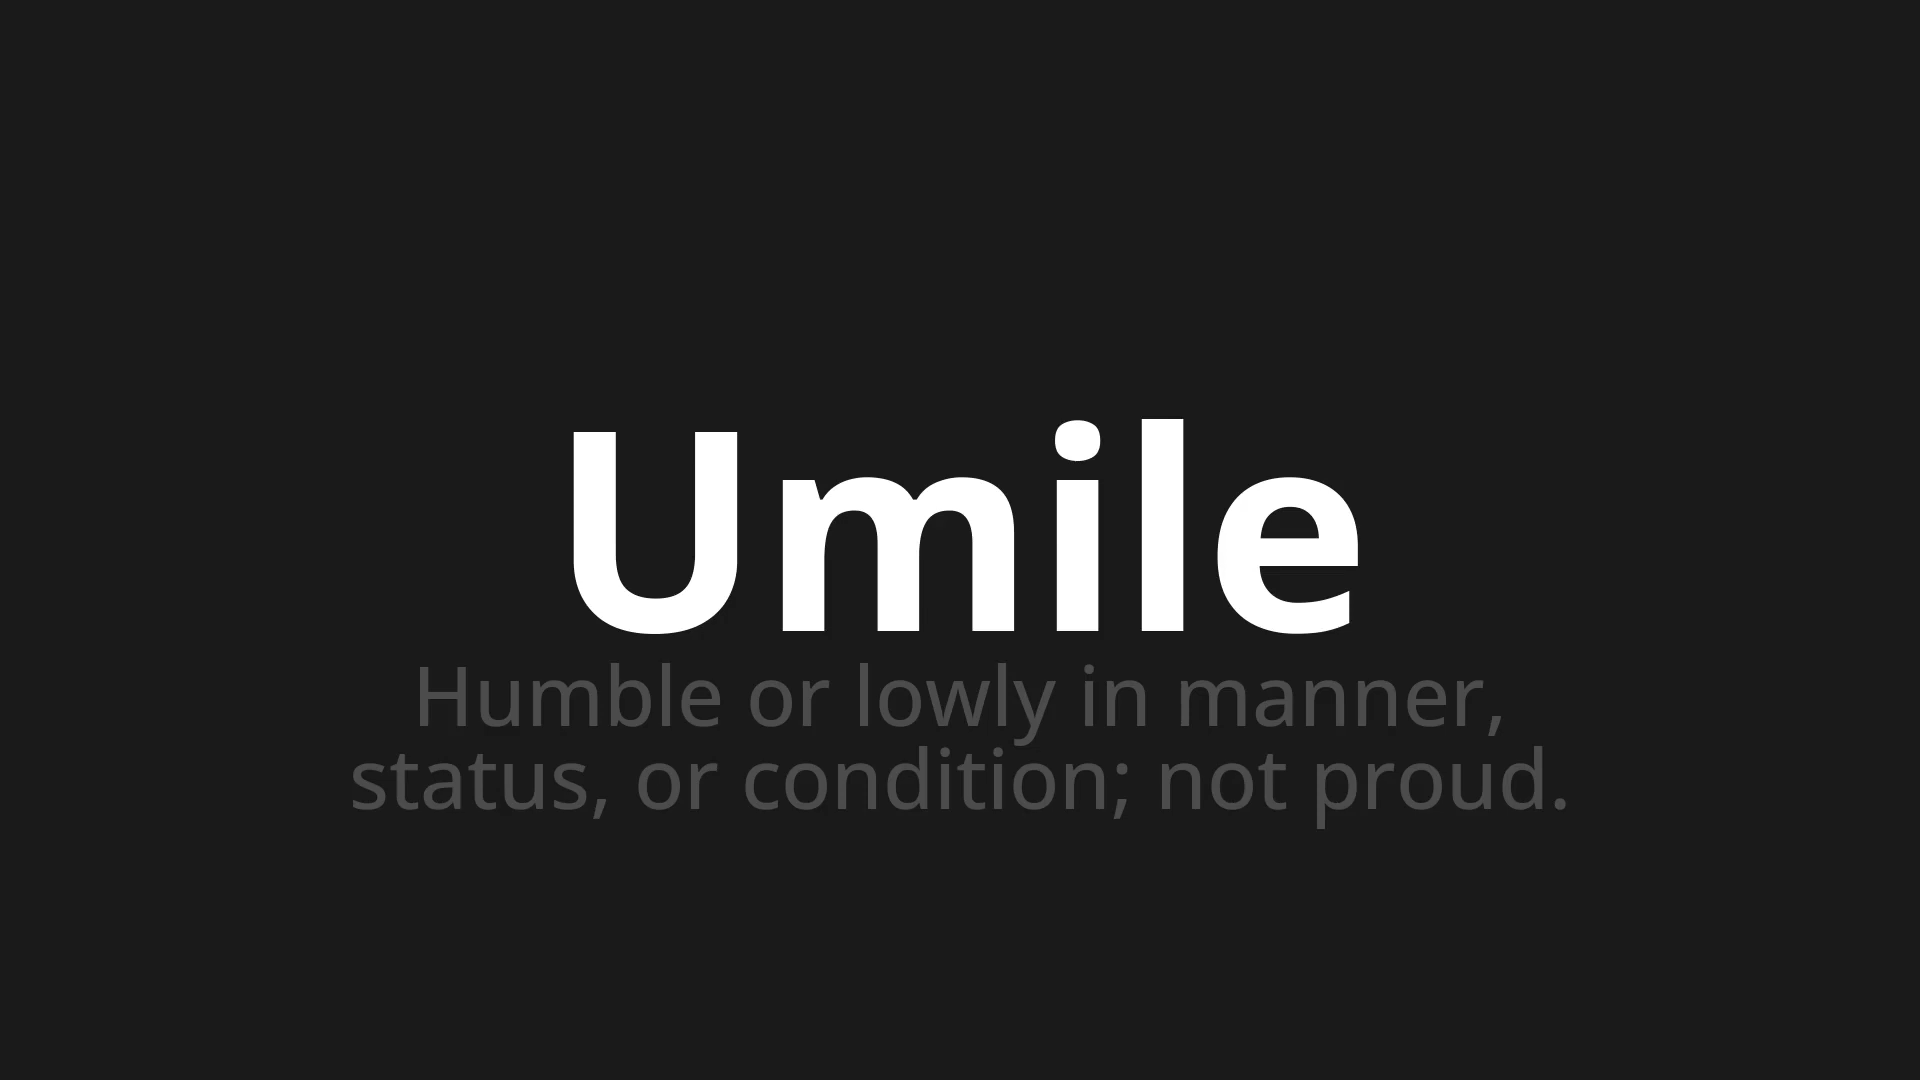 Umile
Humble or lowly in manner,
status, or condition; not proud.